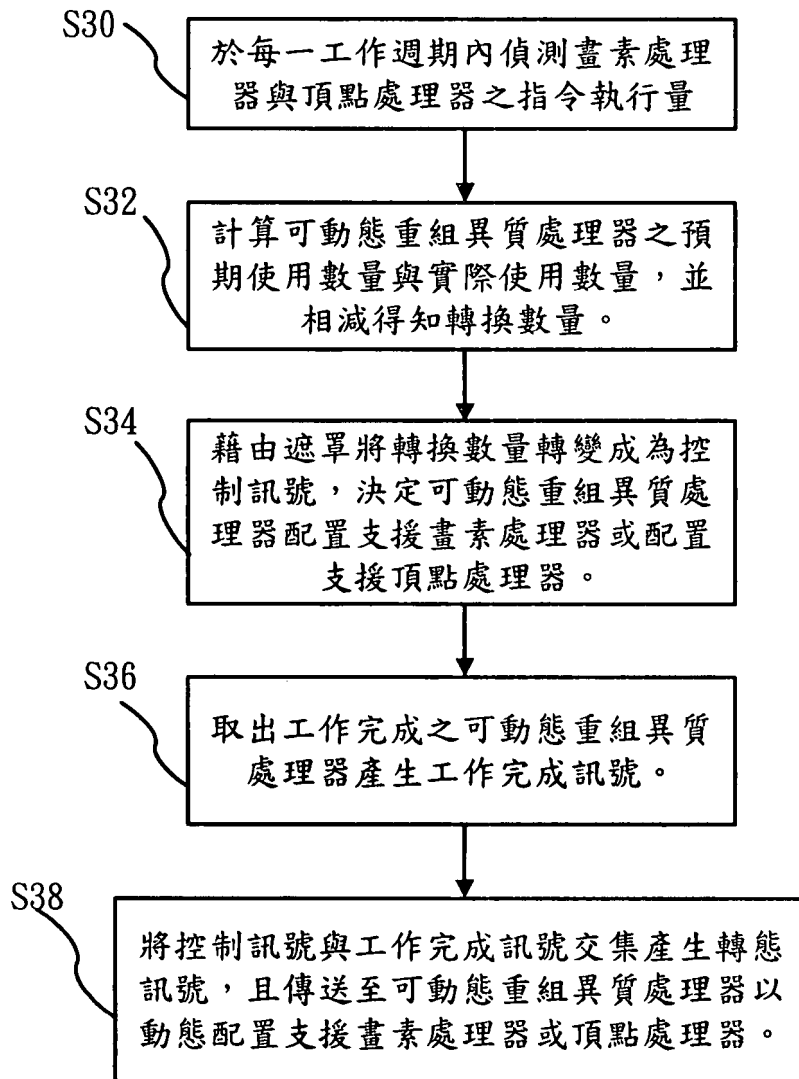 S30
於每一工作週期內偵測畫素處理
器與頂點處理器之指令執行量
S32
計算可動態重組異質處理器之預
期使用數量與實際使用數量，並
相減得知轉換數量。
S34
藉由遮罩將轉換數量轉變成為控
制訊號，決定可動態重組異質處
理器配置支援畫素處理器或配置
支援頂點處理器。
S36
取出工作完成之可動態重組異質
處理器產生工作完成訊號。
S38
將控制訊號與工作完成訊號交集產生轉態
訊號，且傳送至可動態重組異質處理器以
動態配置支援畫素處理器或頂點處理器。